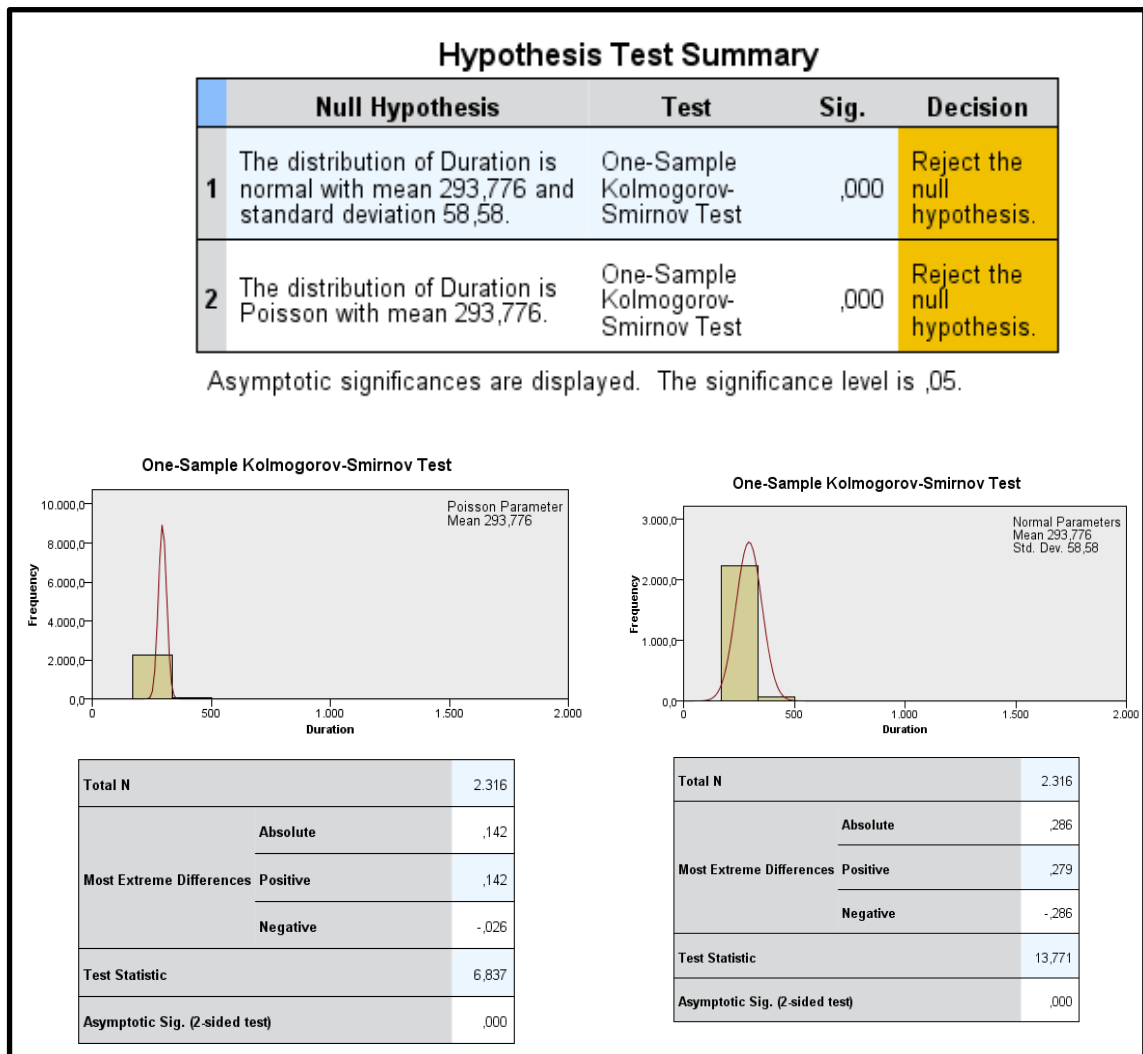 Hypothesis Test Summary
Null Hypothesis Test Sig. Decision
1 The distribution of Duration is normal with mean 293,776 and standard deviation 58,58. One-Sample Kolmogorov-Smirnov Test ,000 Reject the null hypothesis.
2 The distribution of Duration is Poisson with mean 293,776. One-Sample Kolmogorov-Smirnov Test ,000 Reject the null hypothesis.
Asymptotic significances are displayed. The significance level is ,05.
One-Sample Kolmogorov-Smirnov Test
Poisson Parameter
Mean 293,776
Frequency
10.000,0
8.000,0
6.000,0
4.000,0
2.000,0
0,0
0 500 1.000 1.500 2.000
Duration
Total N 2.316
Most Extreme Differences
Absolute ,142
Positive ,142
Negative -,026
Test Statistic 6,837
Asymptotic Sig. (2-sided test) ,000
One-Sample Kolmogorov-Smirnov Test
Normal Parameters
Mean 293,776
Std. Dev. 58,58
Frequency
3.000,0
2.000,0
1.000,0
0,0
0 500 1.000 1.500 2.000
Duration
Total N 2.316
Most Extreme Differences
Absolute ,286
Positive ,279
Negative -,286
Test Statistic 13,771
Asymptotic Sig. (2-sided test) ,000